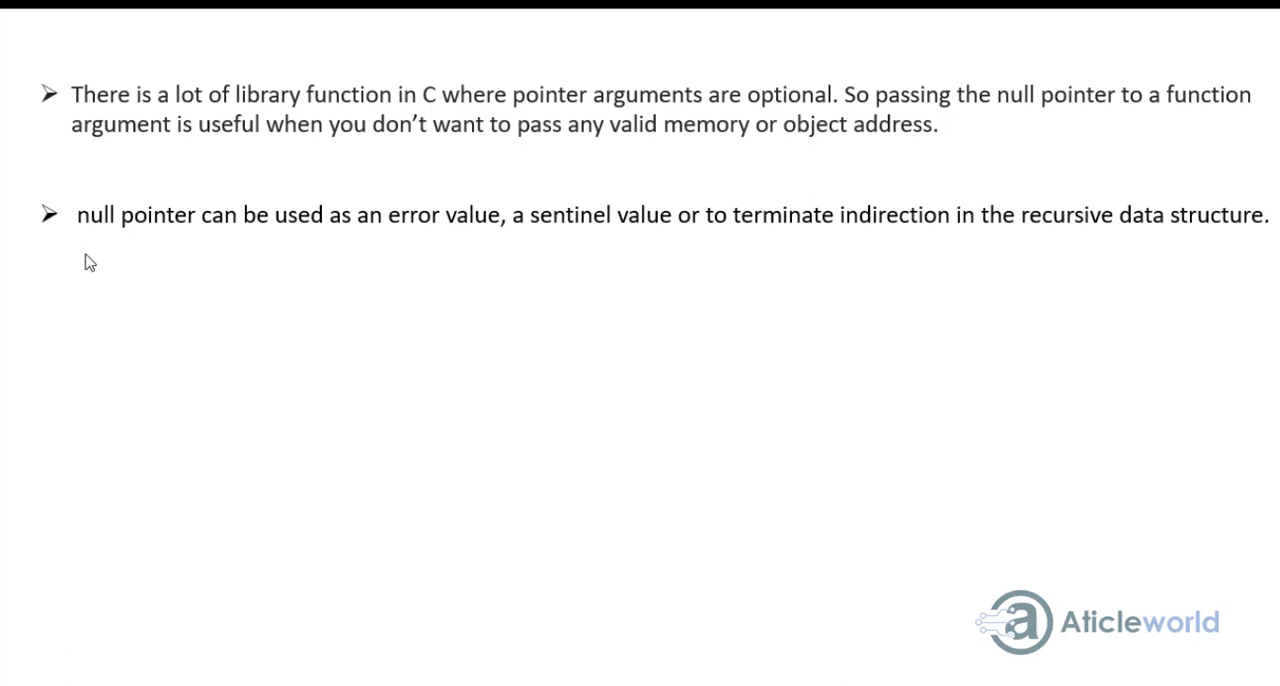 ➢ There is a lot of library function in C where pointer arguments are optional. So passing the null pointer to a function
argument is useful when you don’t want to pass any valid memory or object address.
➢ null pointer can be used as an error value, a sentinel value or to terminate indirection in the recursive data structure.
a Aticleworld